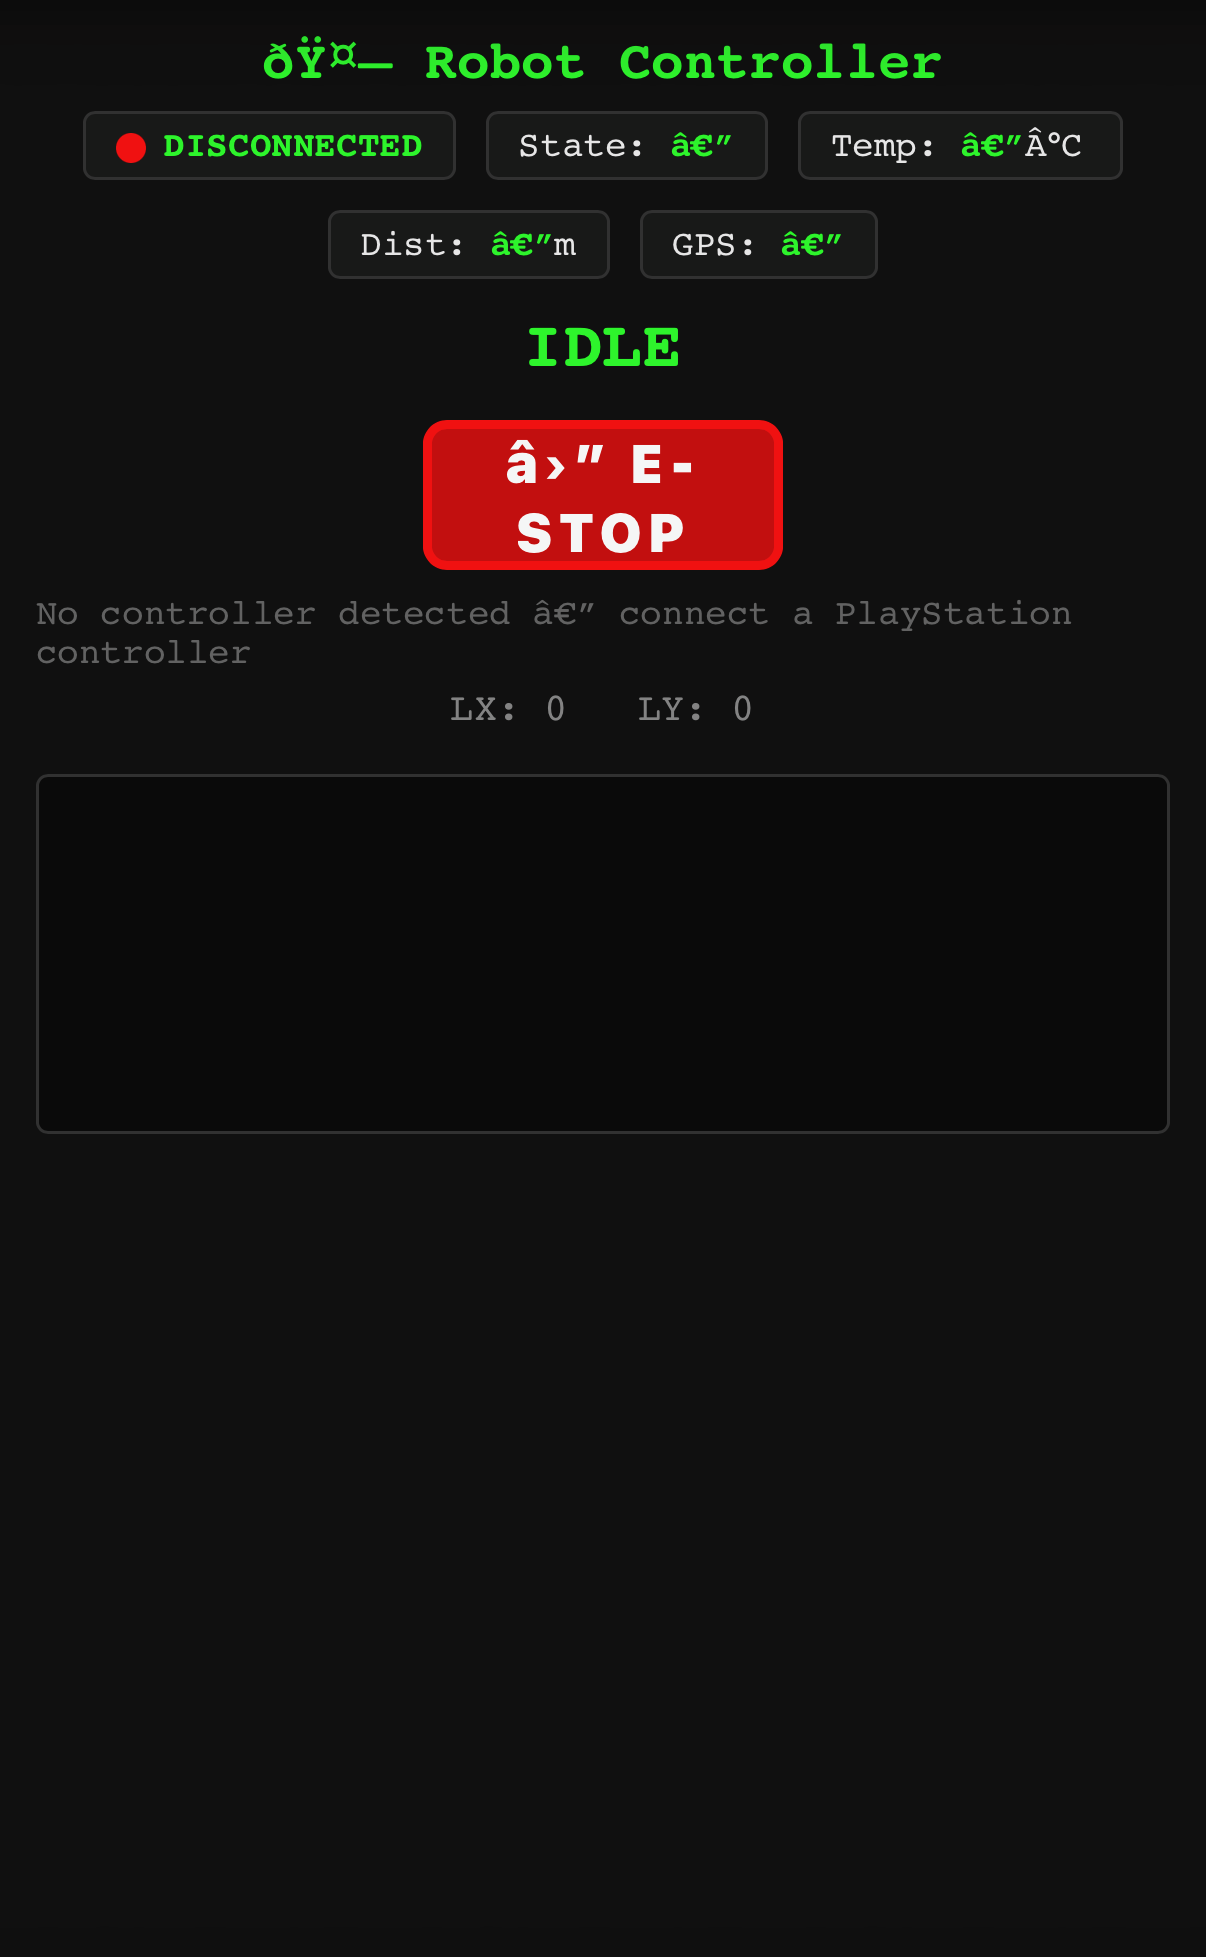 ðŸ¤– Robot Controller
DISCONNECTED
State: â€”
Temp: â€”Â°C
Dist: â€”m
GPS: â€”
IDLE
â›” E-
STOP
No controller detected â€” connect a PlayStation
controller
LX: 0 LY: 0